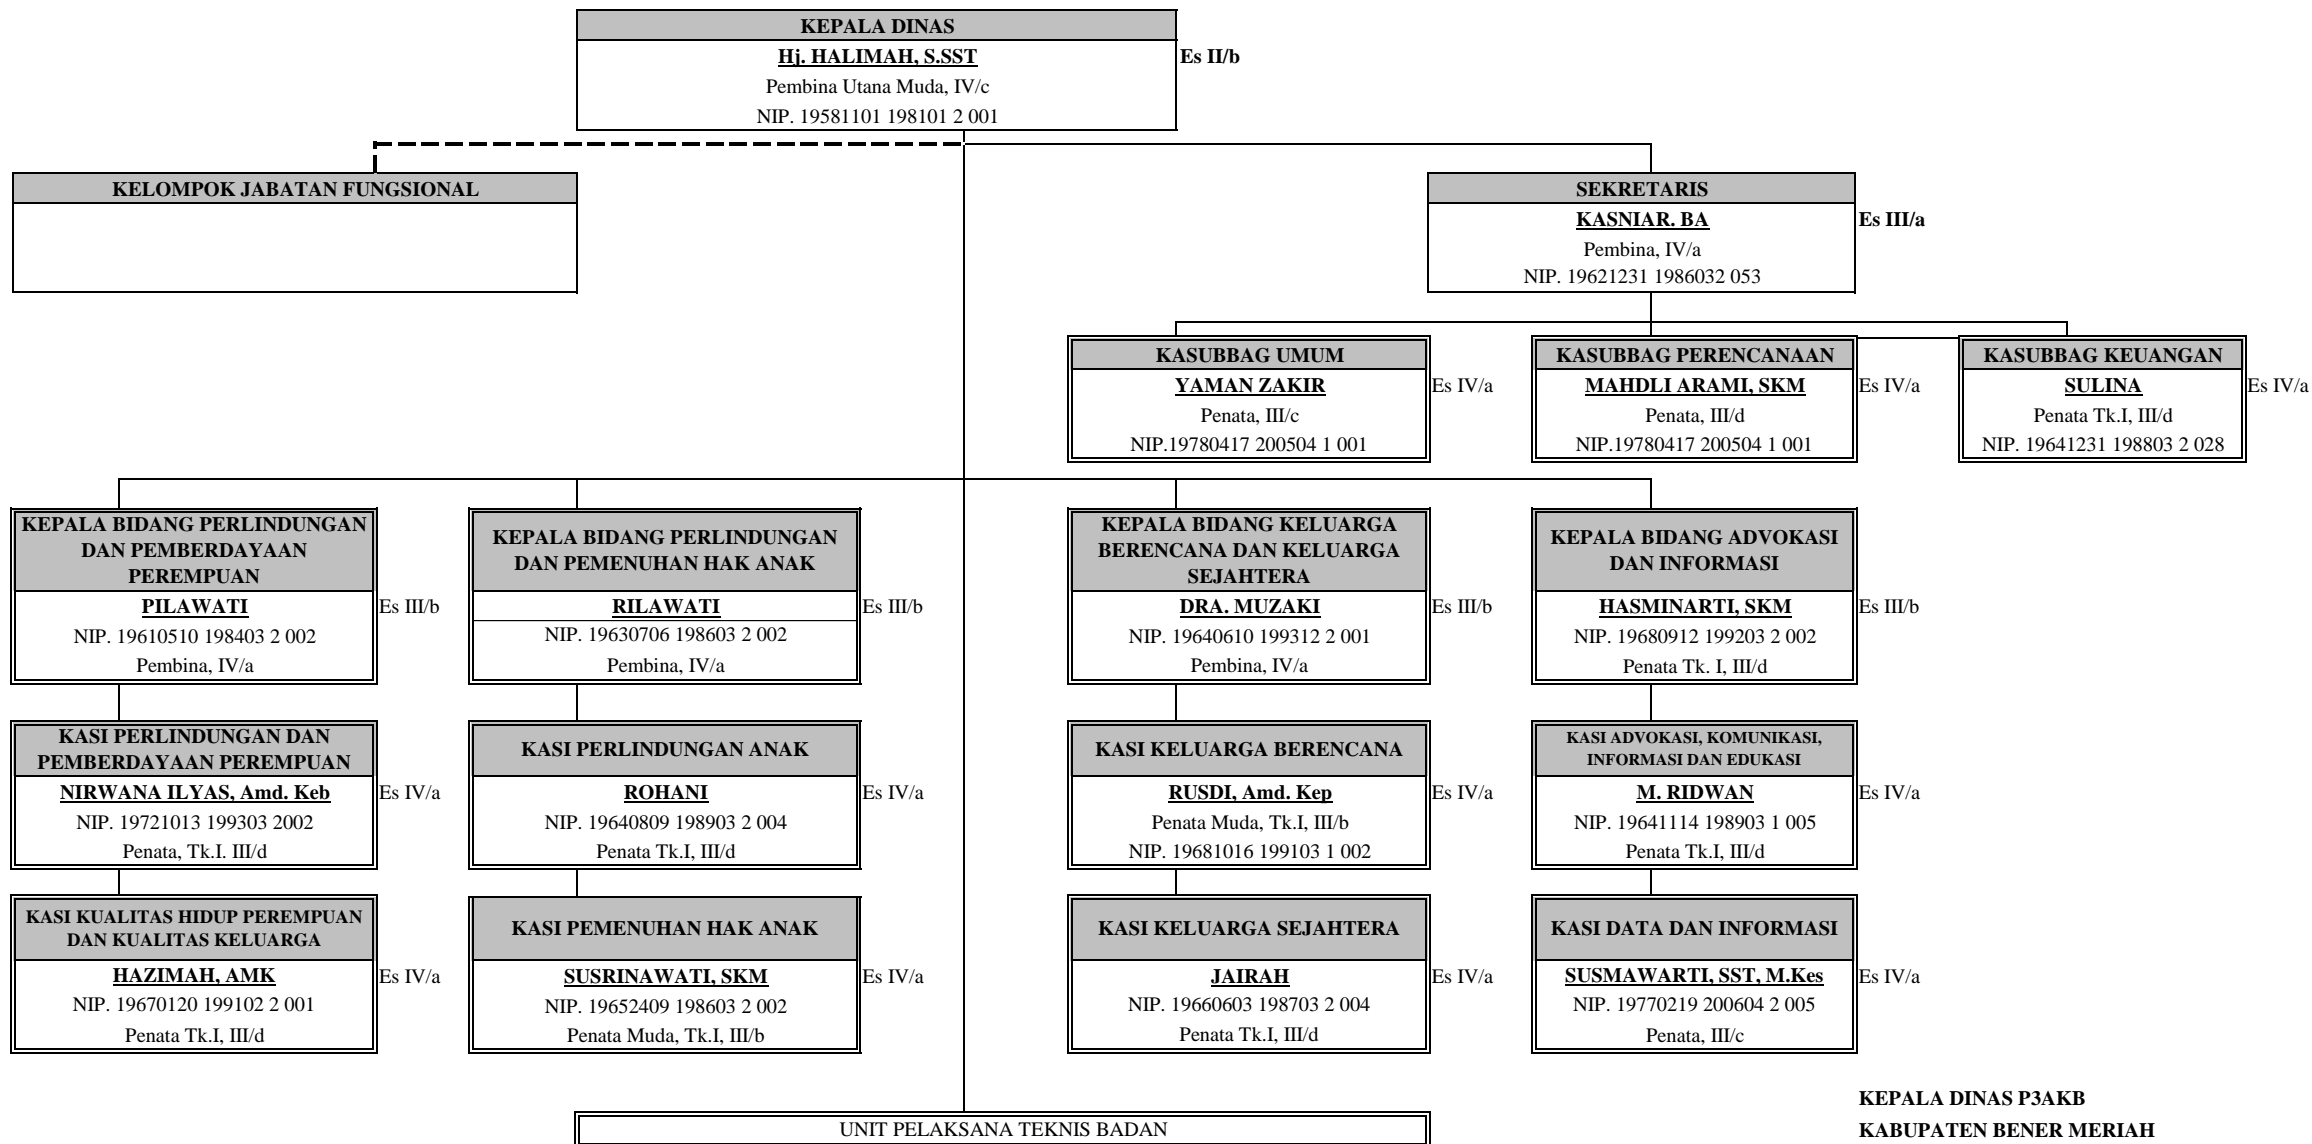 KEPALA DINAS
Hj. HALIMAH, S.SST
Es II/b
Pembina Utana Muda, IV/c
NIP. 19581101 198101 2 001
KELOMPOK JABATAN FUNGSIONAL
SEKRETARIS
KASNIAR. BA
Es III/a
Pembina, IV/a
NIP. 19621231 1986032 053
KASUBBAG UMUM
YAMAN ZAKIR
Es IV/a
Penata, III/c
NIP.19780417 200504 1 001
KASUBBAG PERENCANAAN
MAHDLI ARAMI, SKM
Es IV/a
Penata, III/d
NIP.19780417 200504 1 001
KASUBBAG KEUANGAN
SULINA
Es IV/a
Penata Tk.I, III/d
NIP. 19641231 198803 2 028
KEPALA BIDANG PERLINDUNGAN
DAN PEMBERDAYAAN
PEREMPUAN
PILAWATI
Es III/b
NIP. 19610510 198403 2 002
Pembina, IV/a
KEPALA BIDANG PERLINDUNGAN
DAN PEMENUHAN HAK ANAK
RILAWATI
Es III/b
NIP. 19630706 198603 2 002
Pembina, IV/a
KEPALA BIDANG KELUARGA
BERENCANA DAN KELUARGA
SEJAHTERA
DRA. MUZAKI
Es III/b
NIP. 19640610 199312 2 001
Pembina, IV/a
KEPALA BIDANG ADVOKASI
DAN INFORMASI
HASMINARTI, SKM
Es III/b
NIP. 19680912 199203 2 002
Penata Tk. I, III/d
KASI PERLINDUNGAN DAN
PEMBERDAYAAN PEREMPUAN
NIRWANA ILYAS, Amd. Keb
Es IV/a
NIP. 19721013 199303 2002
Penata, Tk.I. III/d
KASI PERLINDUNGAN ANAK
ROHANI
Es IV/a
NIP. 19640809 198903 2 004
Penata Tk.I, III/d
KASI KELUARGA BERENCANA
RUSDI, Amd. Kep
Es IV/a
Penata Muda, Tk.I, III/b
NIP. 19681016 199103 1 002
KASI ADVOKASI, KOMUNIKASI,
INFORMASI DAN EDUKASI
M. RIDWAN
Es IV/a
NIP. 19641114 198903 1 005
Penata Tk.I, III/d
KASI KUALITAS HIDUP PEREMPUAN
DAN KUALITAS KELUARGA
HAZIMAH, AMK
Es IV/a
NIP. 19670120 199102 2 001
Penata Tk.I, III/d
KASI PEMENUHAN HAK ANAK
SUSRINAWATI, SKM
Es IV/a
NIP. 19652409 198603 2 002
Penata Muda, Tk.I, III/b
KASI KELUARGA SEJAHTERA
JAIRAH
Es IV/a
NIP. 19660603 198703 2 004
Penata Tk.I, III/d
KASI DATA DAN INFORMASI
SUSMAWARTI, SST, M.Kes
Es IV/a
NIP. 19770219 200604 2 005
Penata, III/c
UNIT PELAKSANA TEKNIS BADAN
KEPALA DINAS P3AKB
KABUPATEN BENER MERIAH